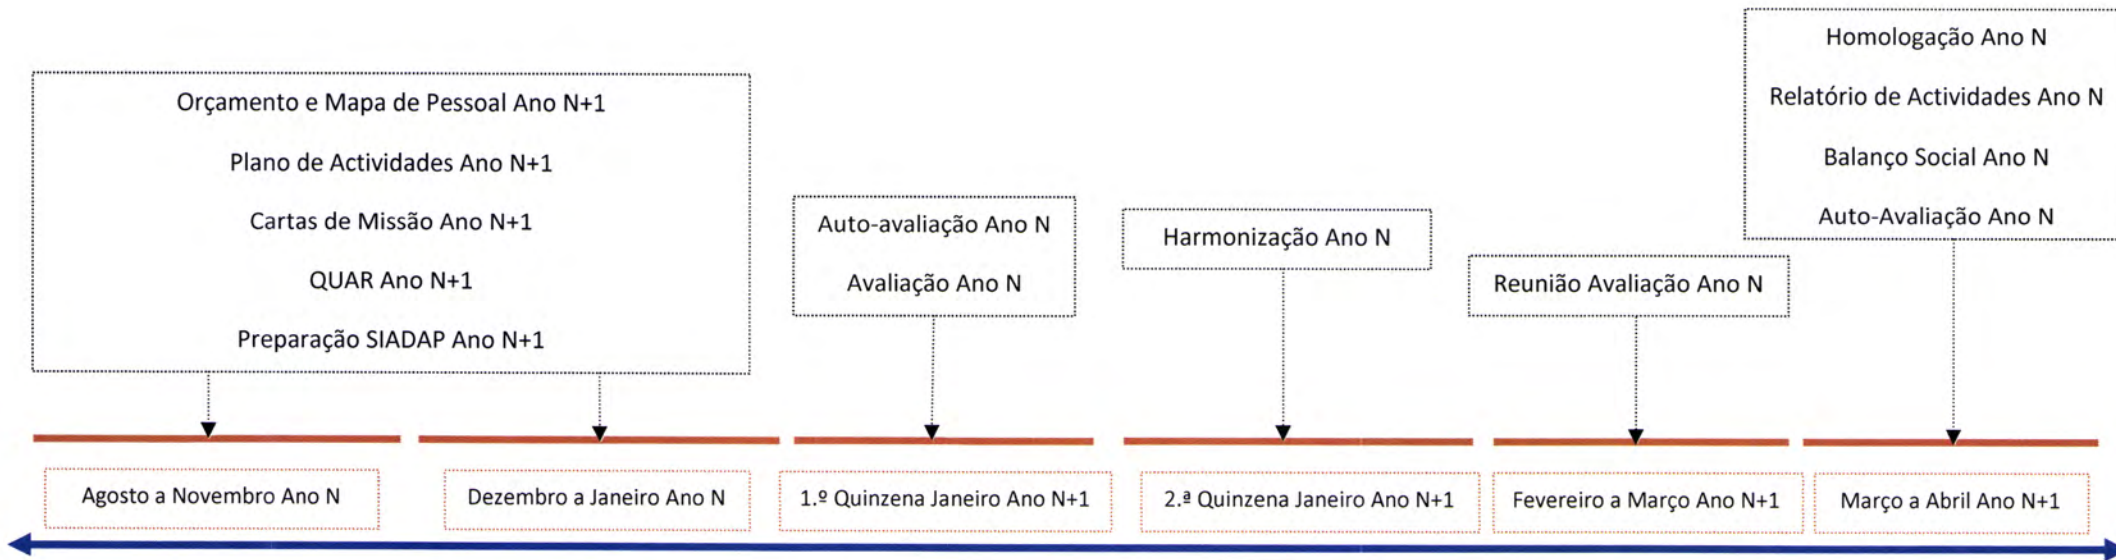 Orçamento e Mapa de Pessoal Ano N+1
Plano de Actividades Ano N+1
Cartas de Missão Ano N+1
QUAR Ano N+1
Preparação SIADAP Ano N+1
Auto-avaliação Ano N
Avaliação Ano N
Harmonização Ano N
Reunião Avaliação Ano N
Homologação Ano N
Relatório de Actividades Ano N
Balanço Social Ano N
Auto-Avaliação Ano N
Agosto a Novembro Ano N
Dezembro a Janeiro Ano N
1.º Quinzena Janeiro Ano N+1
2.ª Quinzena Janeiro Ano N+1
Fevereiro a Março Ano N+1
Março a Abril Ano N+1